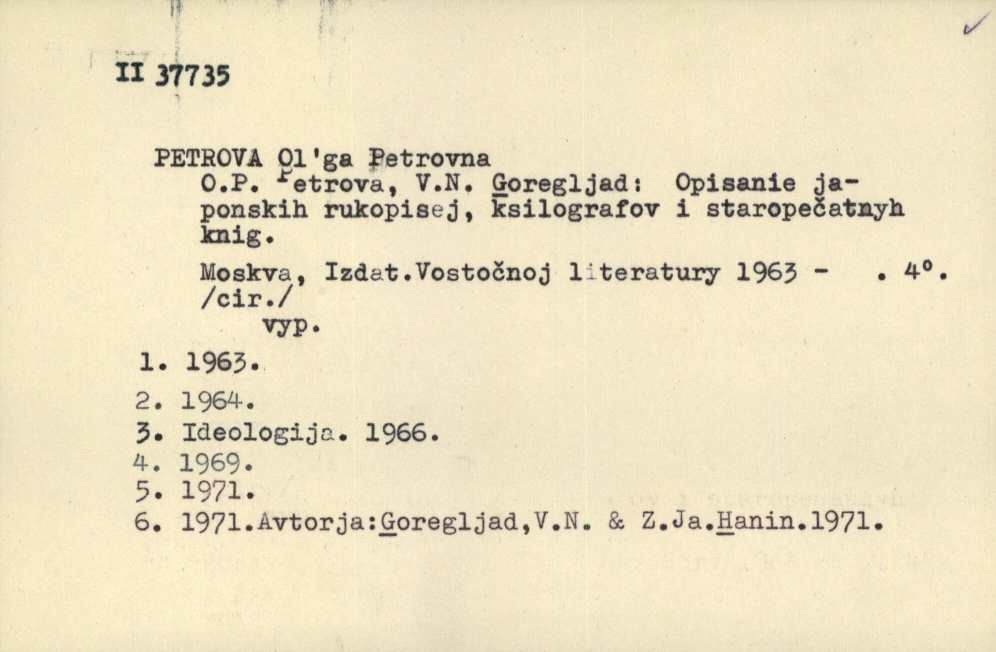 II 37735
PETROVA Ol'ga Petrovna
O.P. Petrova, V.N. Goregljad: Opisanie ja-
ponskih rukopisej, ksilografov i staropečatnyh
knig.
Moskva, Izdat.Vostočnoj literatury 1963 - . 4°.
/cir./
vyp.
1. 1963.
2. 1964.
3. Ideologija. 1966.
4. 1969.
5. 1971.
6. 1971.Avtorja:Goregljad,V.N. & Z.Ja.Hanin.1971.